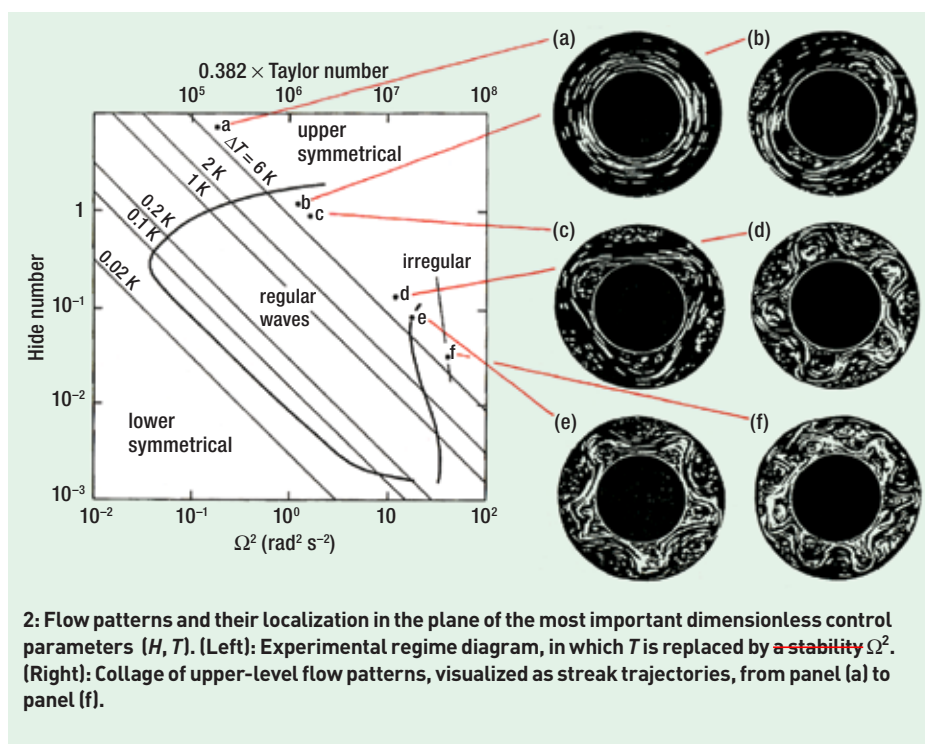 0.382 × Taylor number
10⁵ 10⁶ 10⁷ 10⁸
a
ΔT = 6 K
2 K
1 K
0.2 K
0.1 K
0.02 K
upper
symmetrical
b
c
regular
waves
irregular
d
e
f
lower
symmetrical
Hide number
1
10⁻¹
10⁻²
10⁻³
10⁻² 10⁻¹ 10⁰ 10 10²
Ω² (rad² s⁻²)
(a) (b)
(c) (d)
(e) (f)
2: Flow patterns and their localization in the plane of the most important dimensionless control
parameters (H, T). (Left): Experimental regime diagram, in which T is replaced by a stability Ω².
(Right): Collage of upper-level flow patterns, visualized as streak trajectories, from panel (a) to
panel (f).